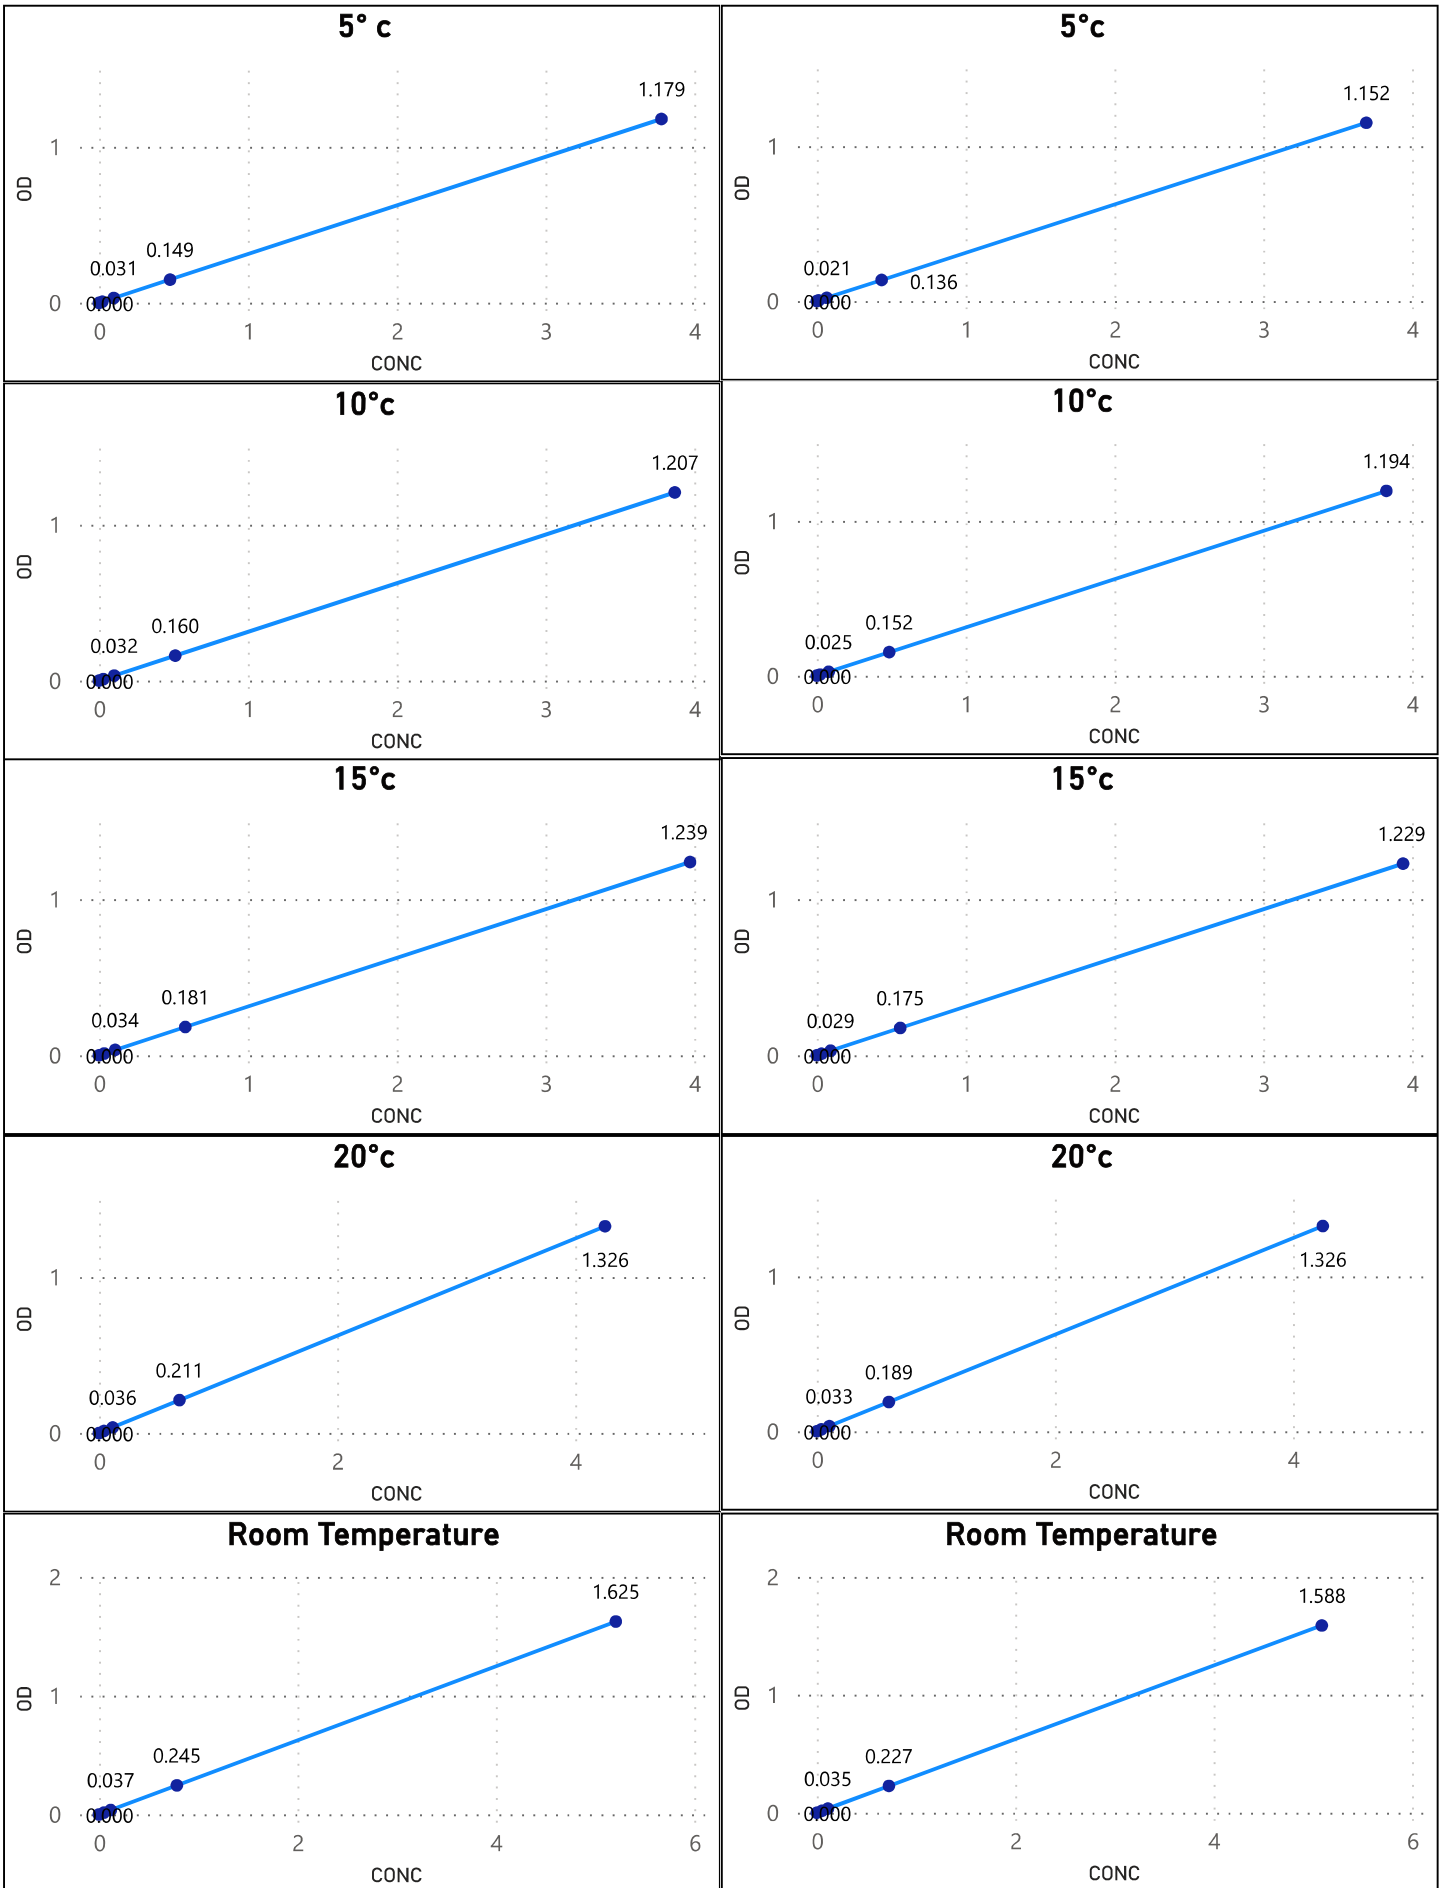 5° c
1.179
1
0.149
0.031
0
0.000
OD
0 1 2 3 4
CONC
5°c
1.152
1
0.021
0.136
0
0.000
OD
0 1 2 3 4
CONC
10°c
1.207
1
0.160
0.032
0
0.000
OD
0 1 2 3 4
CONC
10°c
1.194
1
0.152
0.025
0
0.000
OD
0 1 2 3 4
CONC
15°c
1.239
1
0.181
0.034
0
0.000
OD
0 1 2 3 4
CONC
15°c
1.229
1
0.175
0.029
0
0.000
OD
0 1 2 3 4
CONC
20°c
1.326
1
0.211
0.036
0
0.000
OD
0 2 4
CONC
20°c
1.326
1
0.189
0.033
0
0.000
OD
0 2 4
CONC
Room Temperature
2
1.625
1
0.245
0.037
0
0.000
OD
0 2 4 6
CONC
Room Temperature
2
1.588
1
0.227
0.035
0
0.000
OD
0 2 4 6
CONC